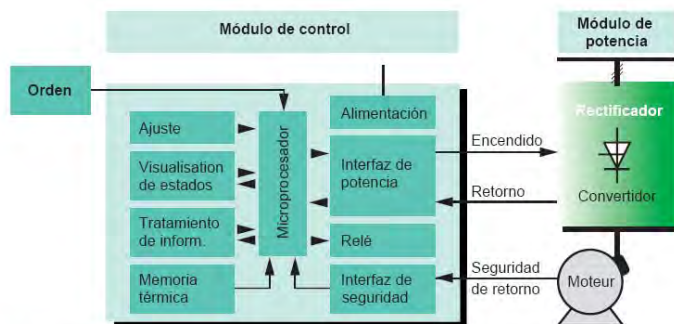 Módulo de control
Módulo de
potencia
Orden
Ajuste
Visualisation
de estados
Tratamiento
de inform.
Memoria
térmica
Microprocesador
Alimentación
Interfaz de
potencia
Relé
Interfaz de
seguridad
Encendido
Retorno
Seguridad
de retorno
Rectificador
Convertidor
Moteur